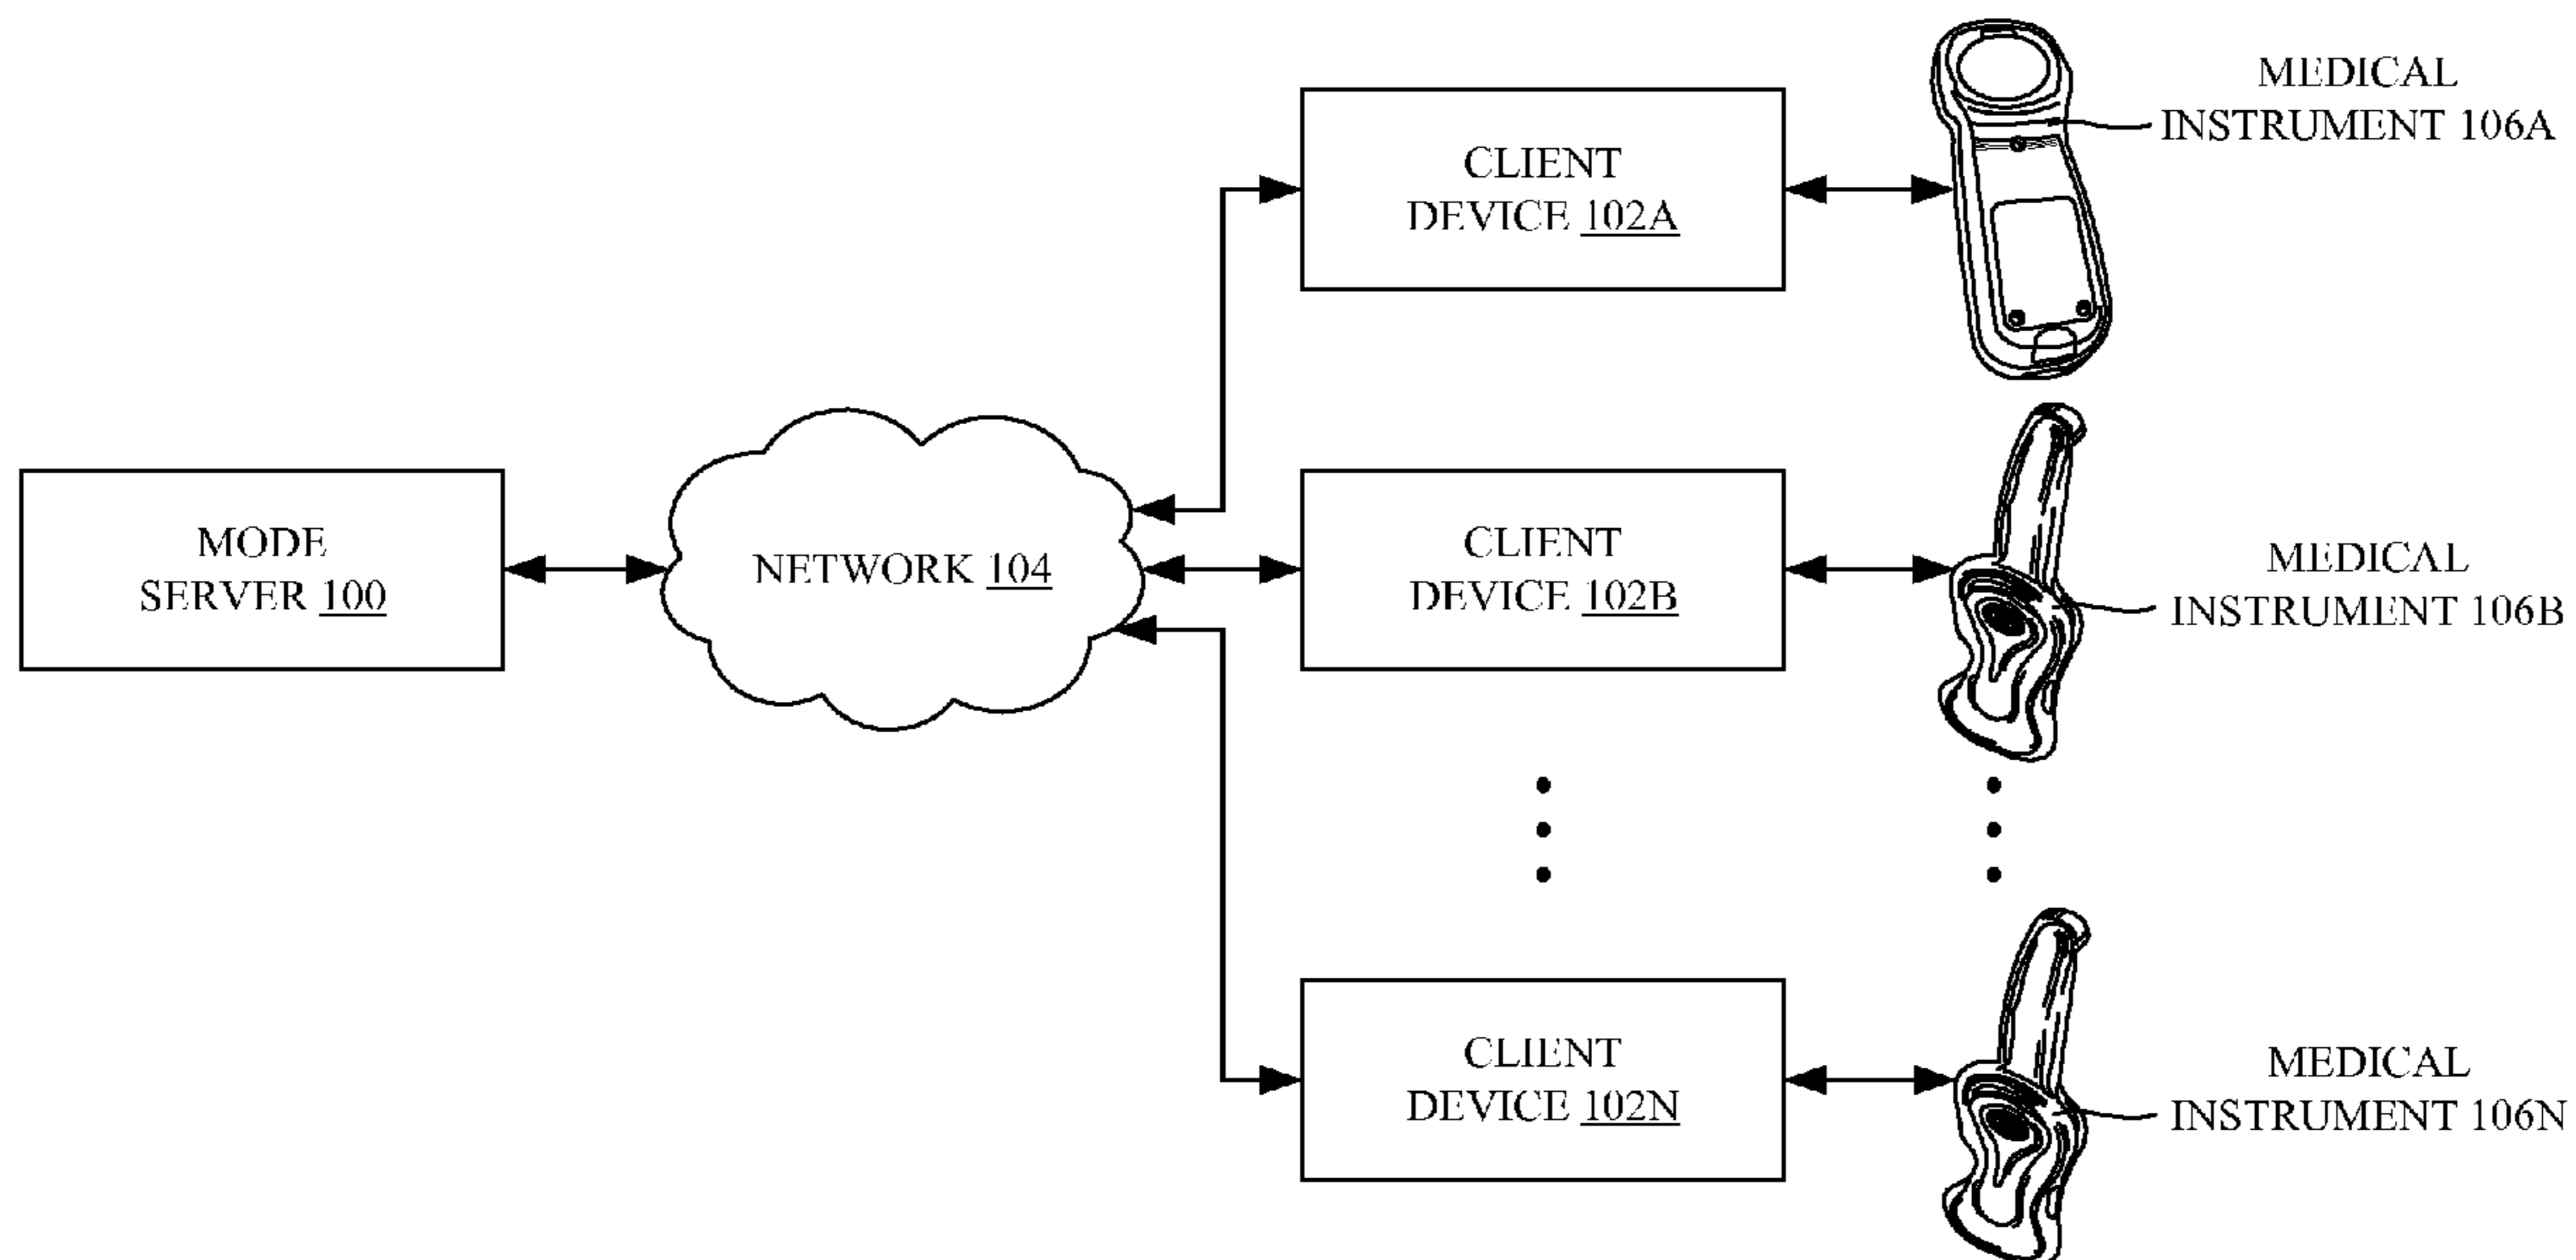 MEDICAL
INSTRUMENT 106A
CLIENT
DEVICE 102A
MODE
SERVER 100
NETWORK 104
CLIENT
DEVICE 102B
MEDICAL
INSTRUMENT 106B
CLIENT
DEVICE 102N
MEDICAL
INSTRUMENT 106N